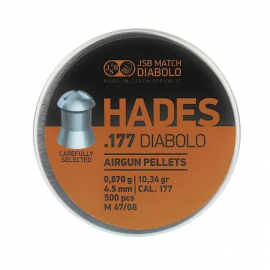 JSB MATCH
DIABOLO
MADE IN CZECH REPUBLIC
HADES
.177 DIABOLO
CAREFULLY
SELECTED
AIRGUN PELLETS
0,670 g | 10,34 gr
4.5 mm | CAL. 177
500 pcs
M 47/08